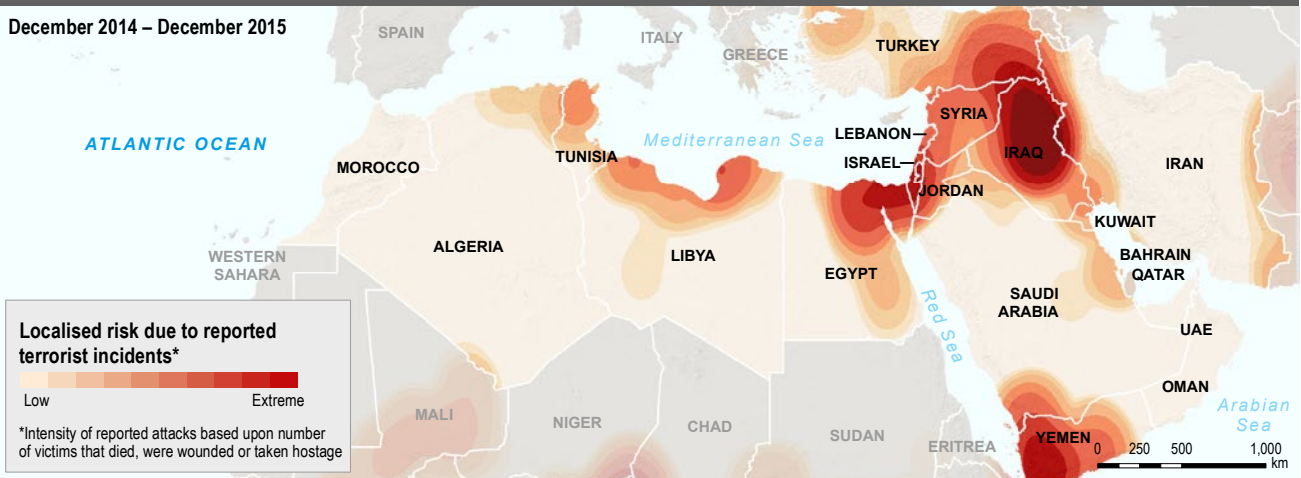 December 2014 – December 2015
SPAIN
ITALY
GREECE
TURKEY
ATLANTIC OCEAN
Mediterranean Sea
SYRIA
LEBANON
ISRAEL
IRAQ
IRAN
MOROCCO
TUNISIA
JORDAN
KUWAIT
ALGERIA
LIBYA
EGYPT
BAHRAIN
QATAR
WESTERN
SAHARA
SAUDI
ARABIA
Red Sea
UAE
OMAN
Arabian
Sea
MALI
NIGER
CHAD
SUDAN
ERITREA
YEMEN
Localised risk due to reported
terrorist incidents*
Low Extreme
*Intensity of reported attacks based upon number
of victims that died, were wounded or taken hostage
0 250 500 1,000
km